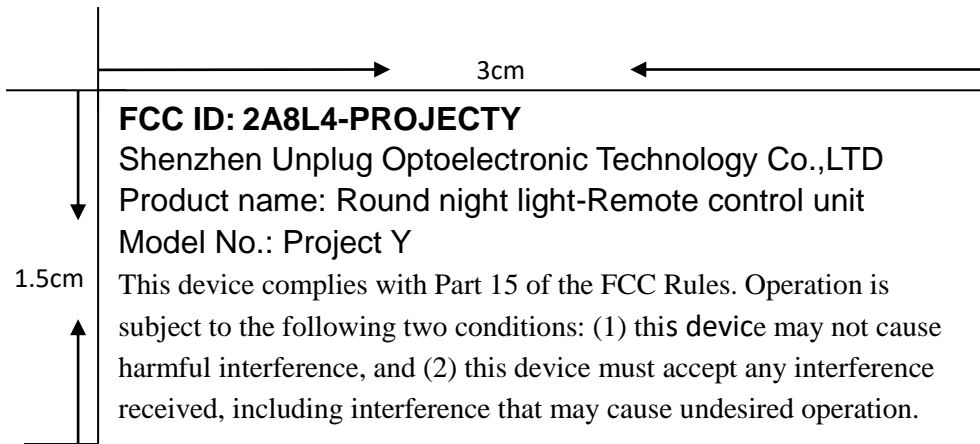 3cm
FCC ID: 2A8L4-PROJECTY
Shenzhen Unplug Optoelectronic Technology Co.,LTD
Product name: Round night light-Remote control unit
Model No.: Project Y
1.5cm
This device complies with Part 15 of the FCC Rules. Operation is
subject to the following two conditions: (1) this device may not cause
harmful interference, and (2) this device must accept any interference
received, including interference that may cause undesired operation.